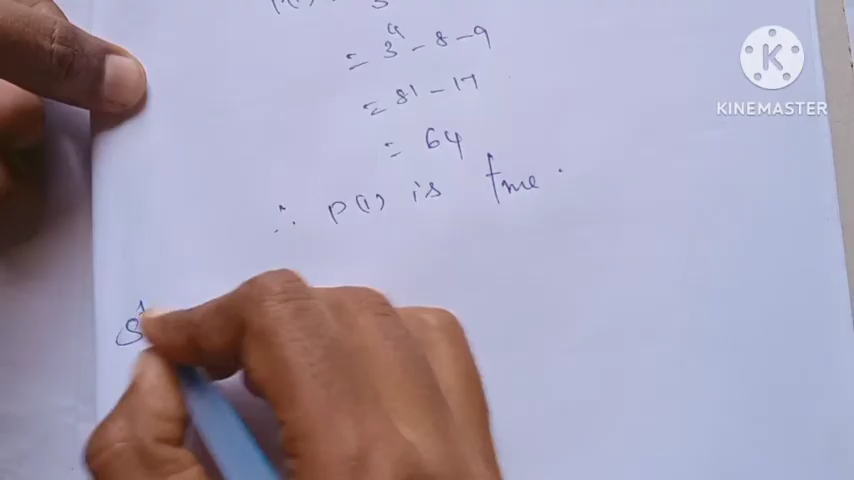 = 3⁴ - 8 - 9
= 81 - 17
= 64
∴ P(1) is true.
S
K
KINEMASTER